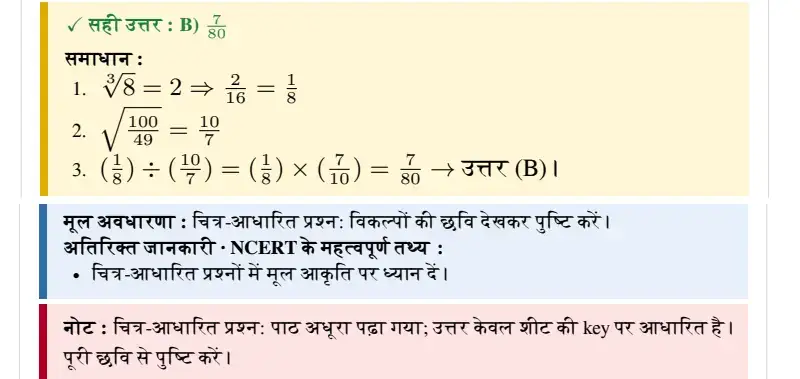 ✓ सही उत्तर : B) 7/80
समाधान :
1. ∛8 = 2 ⇒ 2/16 = 1/8
2. √(100/49) = 10/7
3. (1/8) ÷ (10/7) = (1/8) × (7/10) = 7/80 → उत्तर (B)।
मूल अवधारणा : चित्र-आधारित प्रश्न: विकल्पों की छवि देखकर पुष्टि करें।
अतिरिक्त जानकारी · NCERT के महत्वपूर्ण तथ्य :
• चित्र-आधारित प्रश्नों में मूल आकृति पर ध्यान दें।
नोट : चित्र-आधारित प्रश्न: पाठ अधूरा पढ़ा गया; उत्तर केवल शीट की key पर आधारित है।
पूरी छवि से पुष्टि करें।